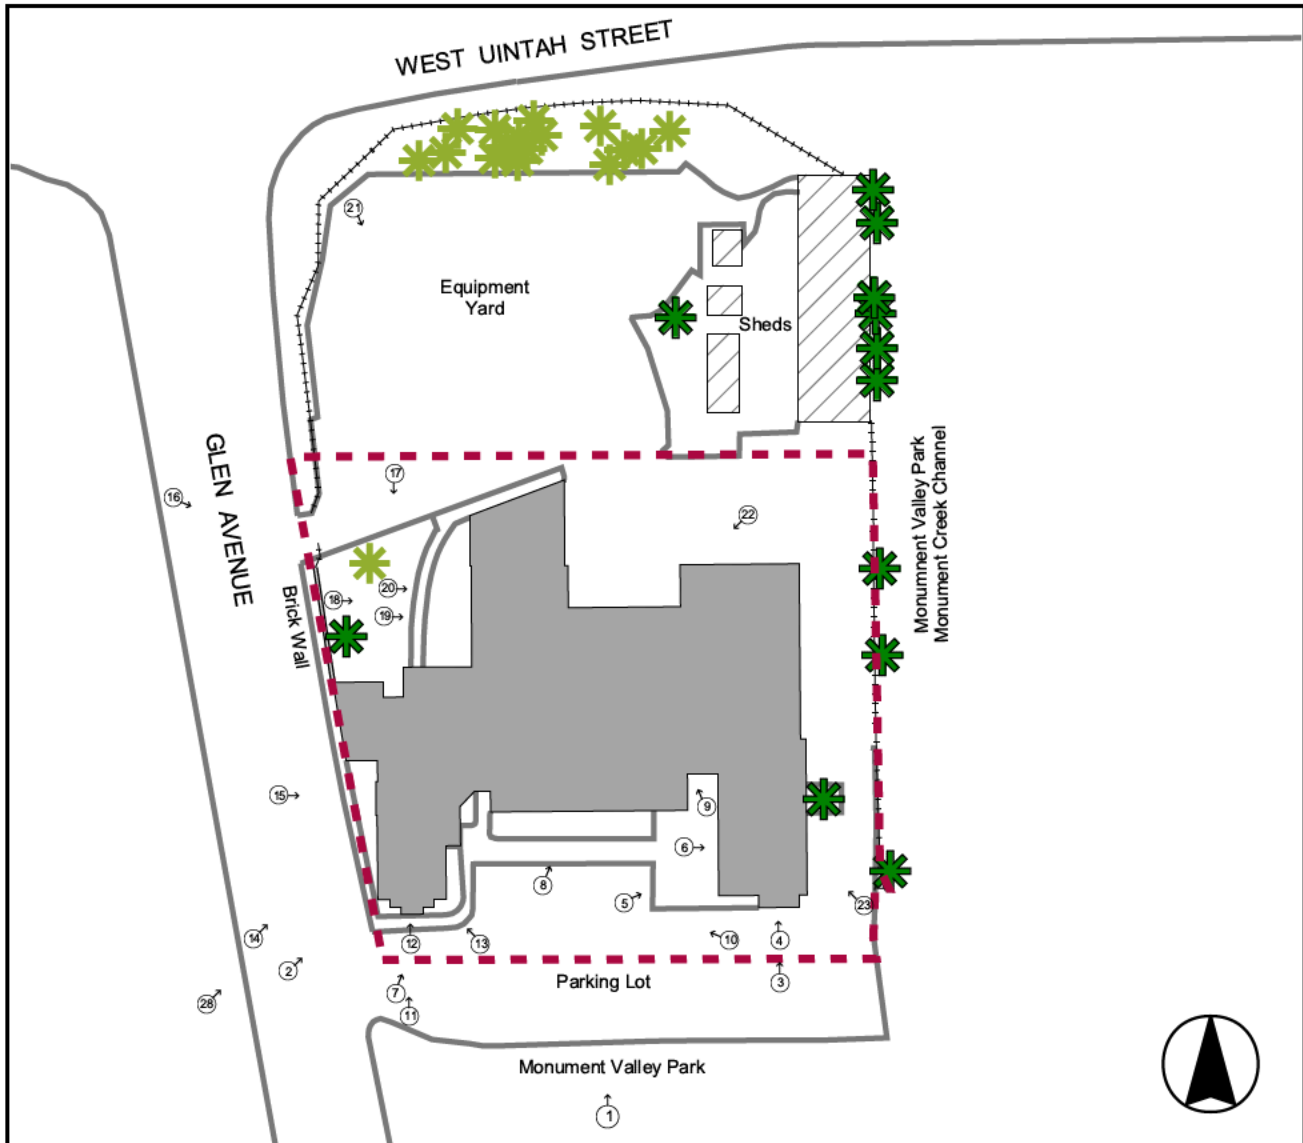 WEST UINTAH STREET
21
Equipment
Yard
Sheds
GLEN AVENUE
16
17
22
Monumnent Valley Park
Monument Creek Channel
Brick Wall
20
18
19
15
9
6
8
5
23
14
12
13
10
4
2
7
Parking Lot
3
28
11
Monument Valley Park
1